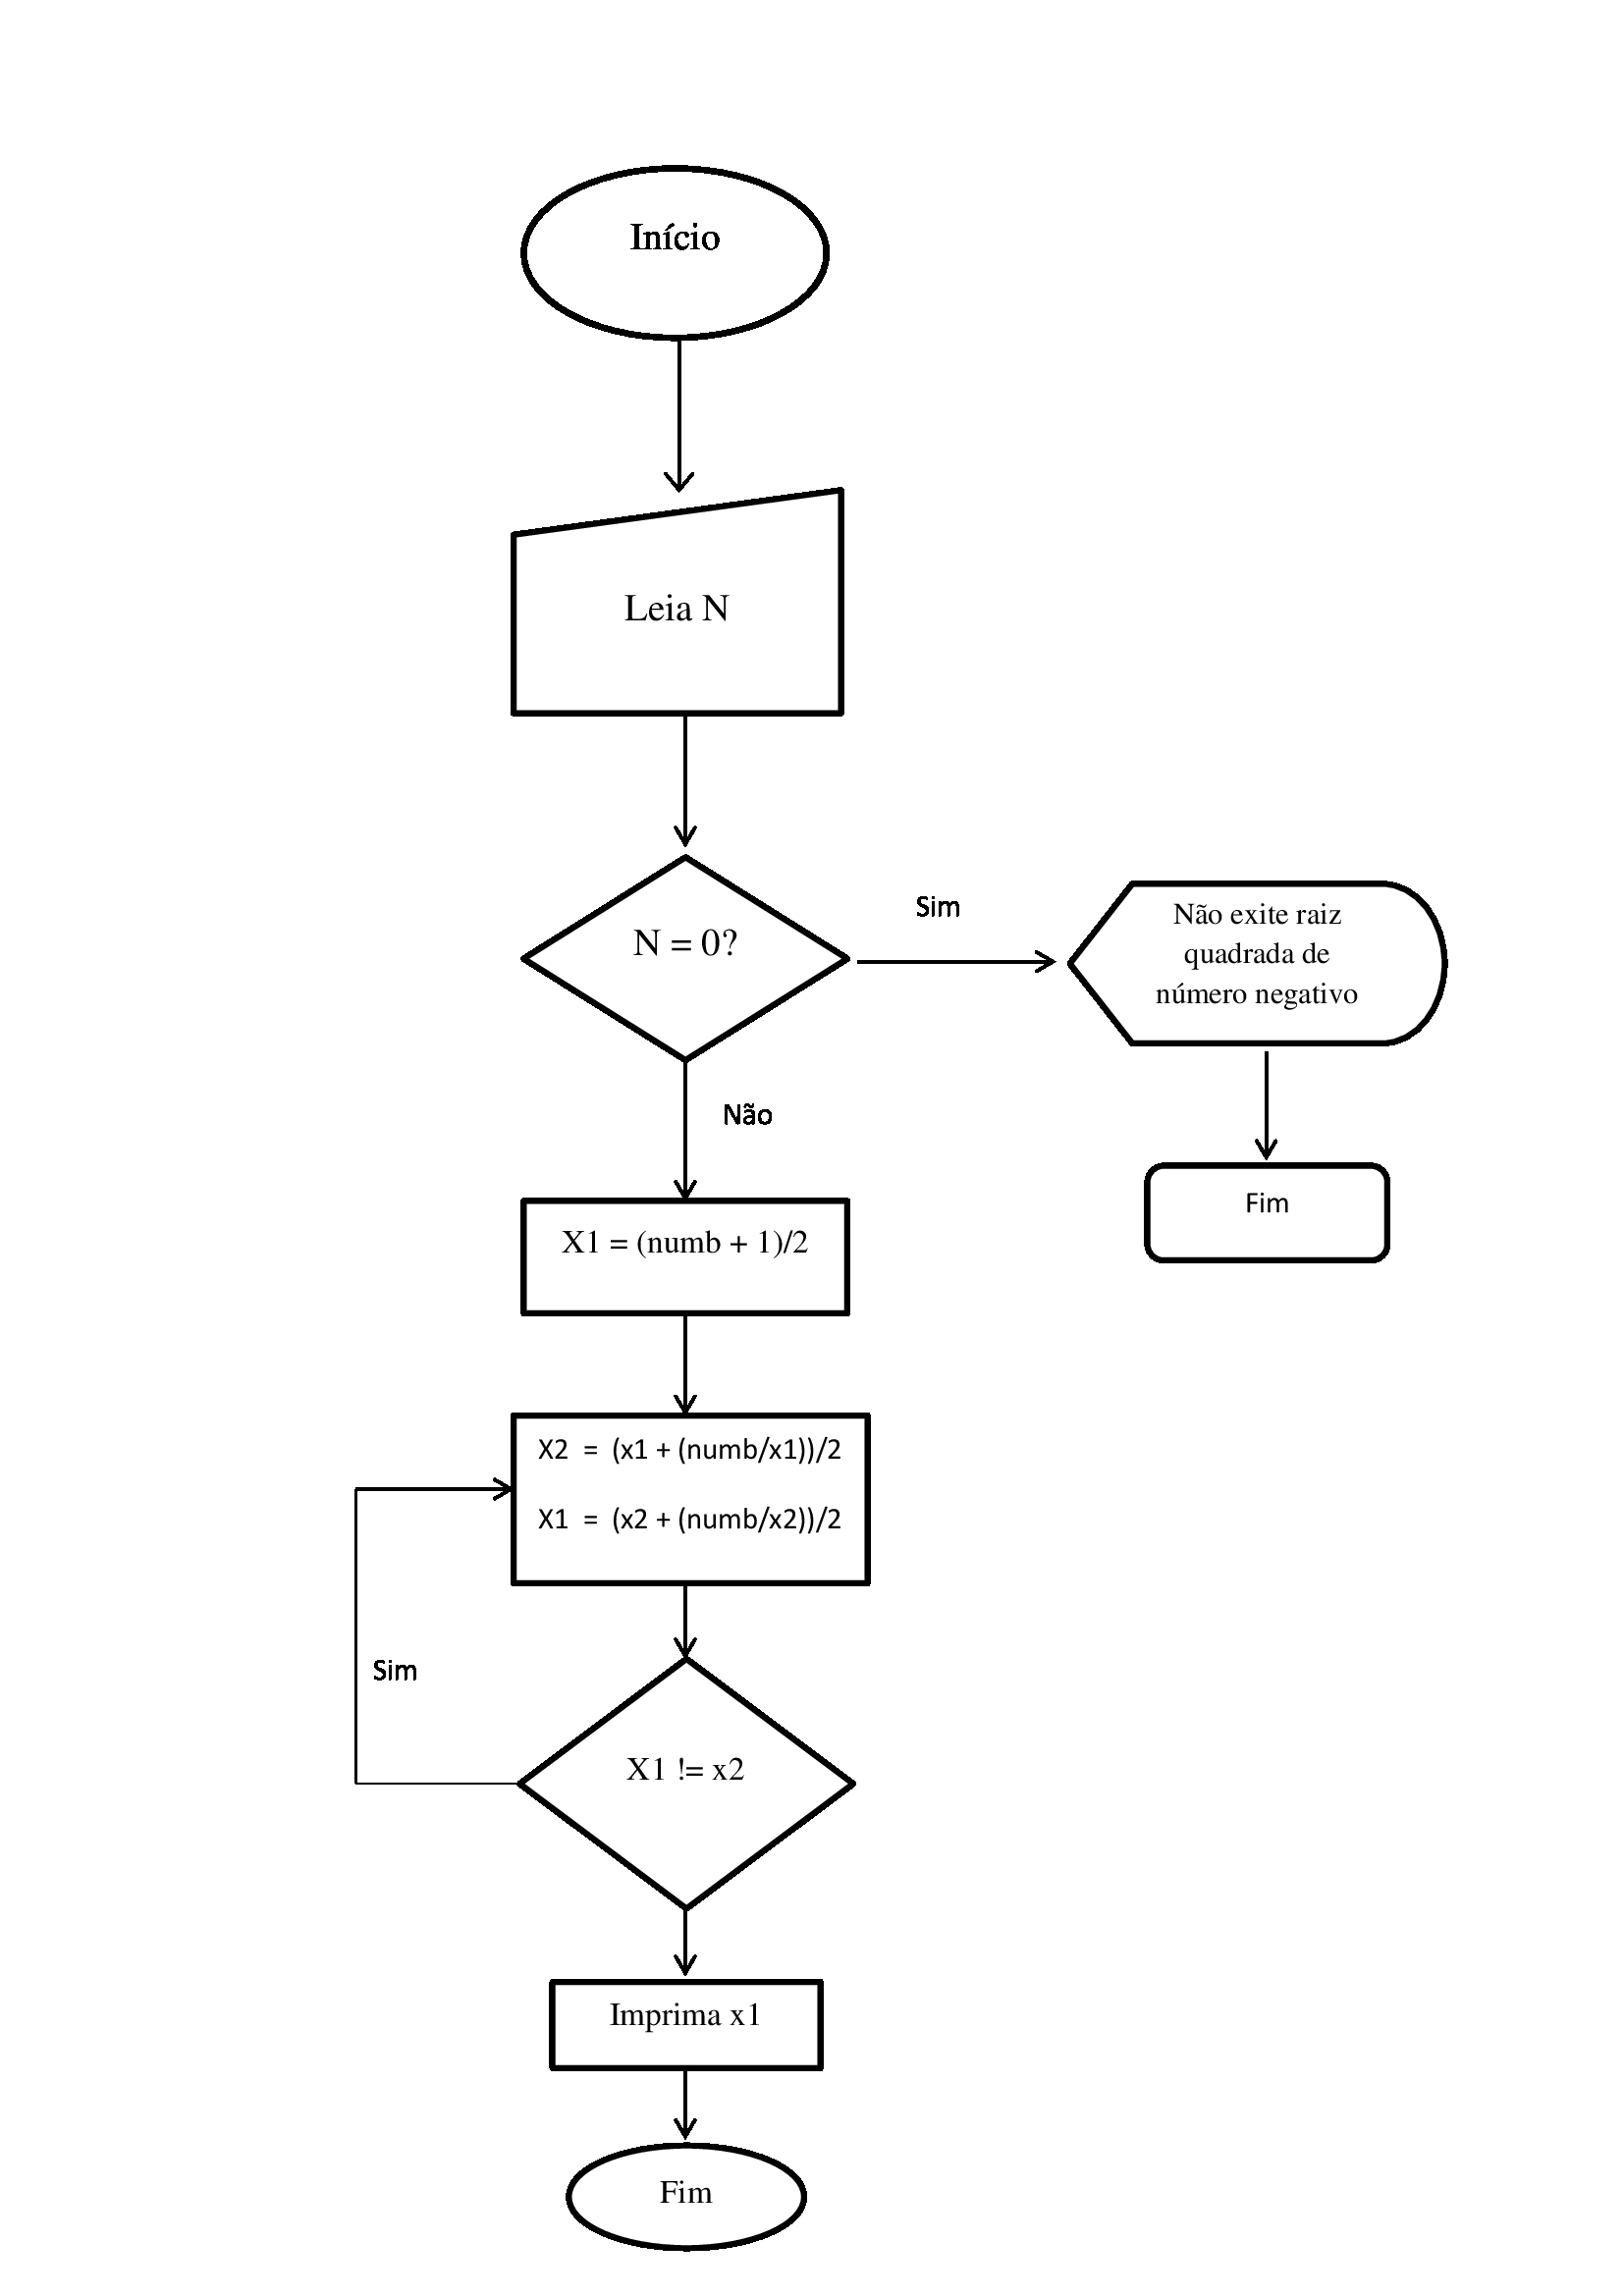 Início
Leia N
N = 0?
Sim
Não exite raiz
quadrada de
número negativo
Fim
Não
X1 = (numb + 1)/2
X2 = (x1 + (numb/x1))/2
X1 = (x2 + (numb/x2))/2
Sim
X1 != x2
Imprima x1
Fim